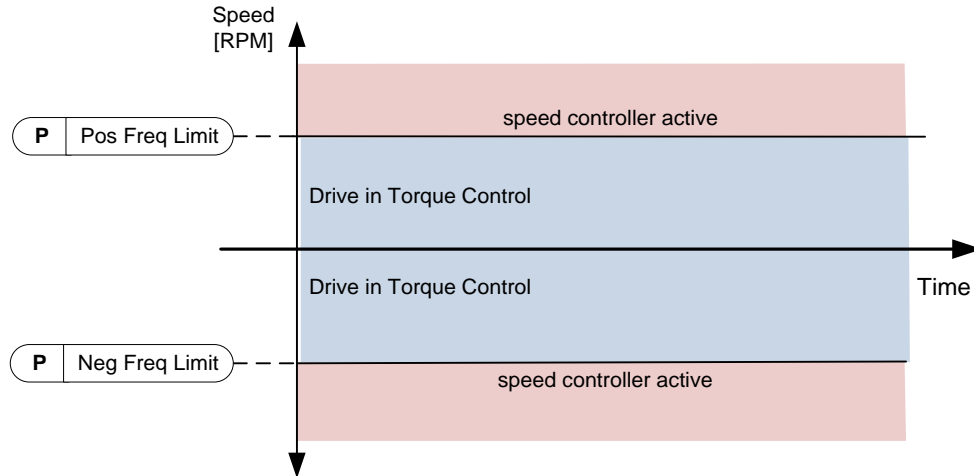 Speed
[RPM]
speed controller active
P Pos Freq Limit
Drive in Torque Control
Drive in Torque Control
Time
P Neg Freq Limit
speed controller active